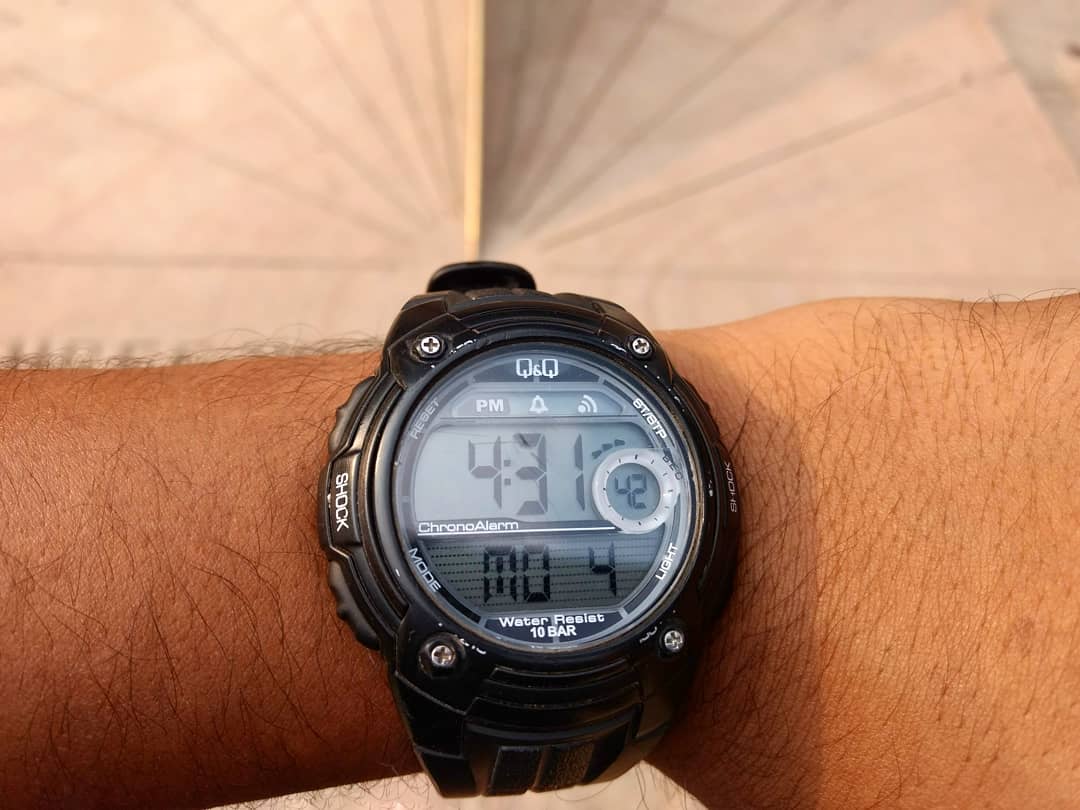 Q&Q
PM
RESET
ST/STP
4:31
42
SHOCK
SHOCK
ChronoAlarm
MO 4
MODE
LIGHT
Water Resist
10 BAR